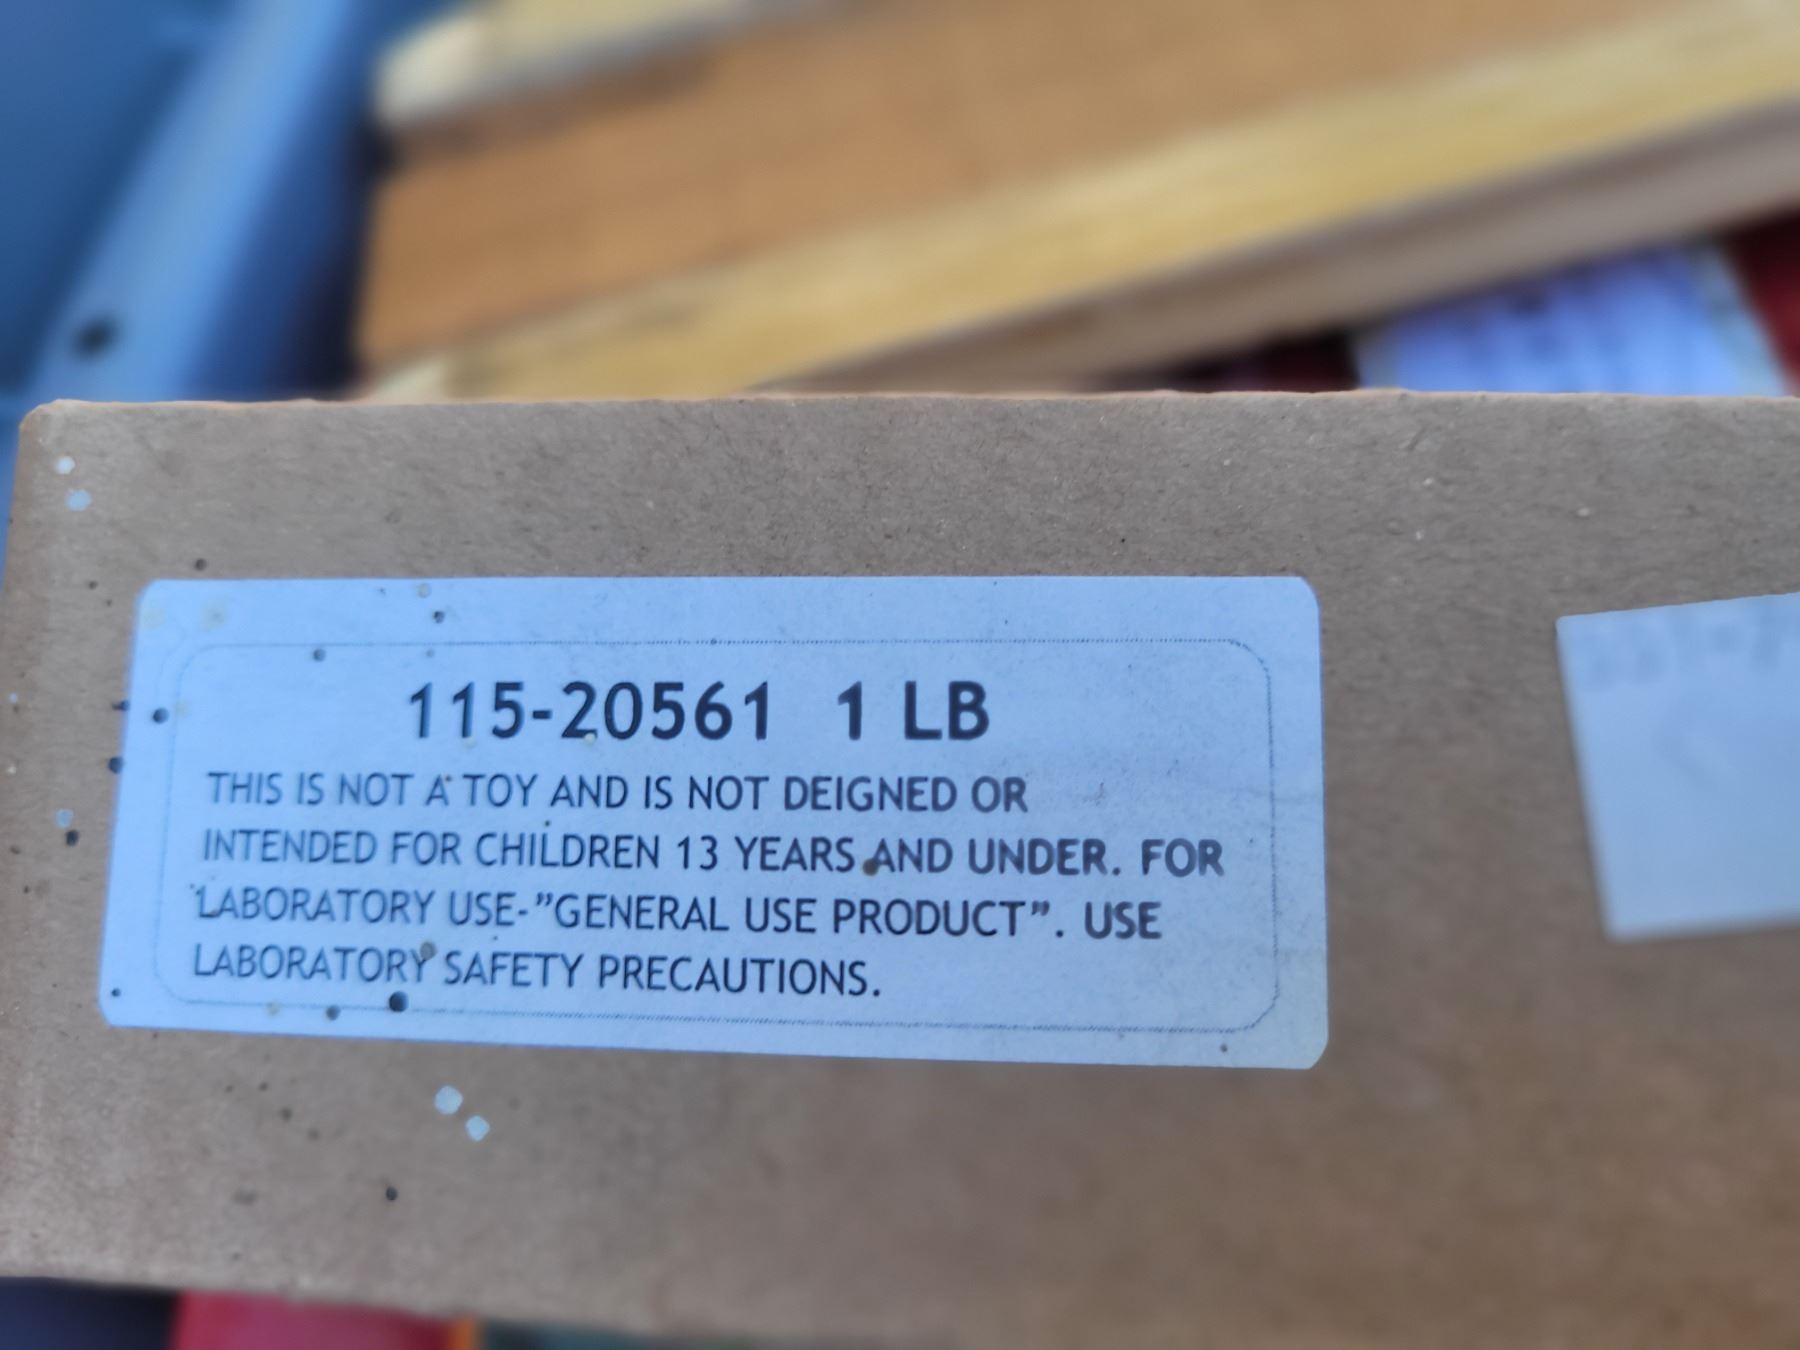 115-20561 1 LB
THIS IS NOT A TOY AND IS NOT DEIGNED OR
INTENDED FOR CHILDREN 13 YEARS AND UNDER. FOR
LABORATORY USE-”GENERAL USE PRODUCT”. USE
LABORATORY SAFETY PRECAUTIONS.